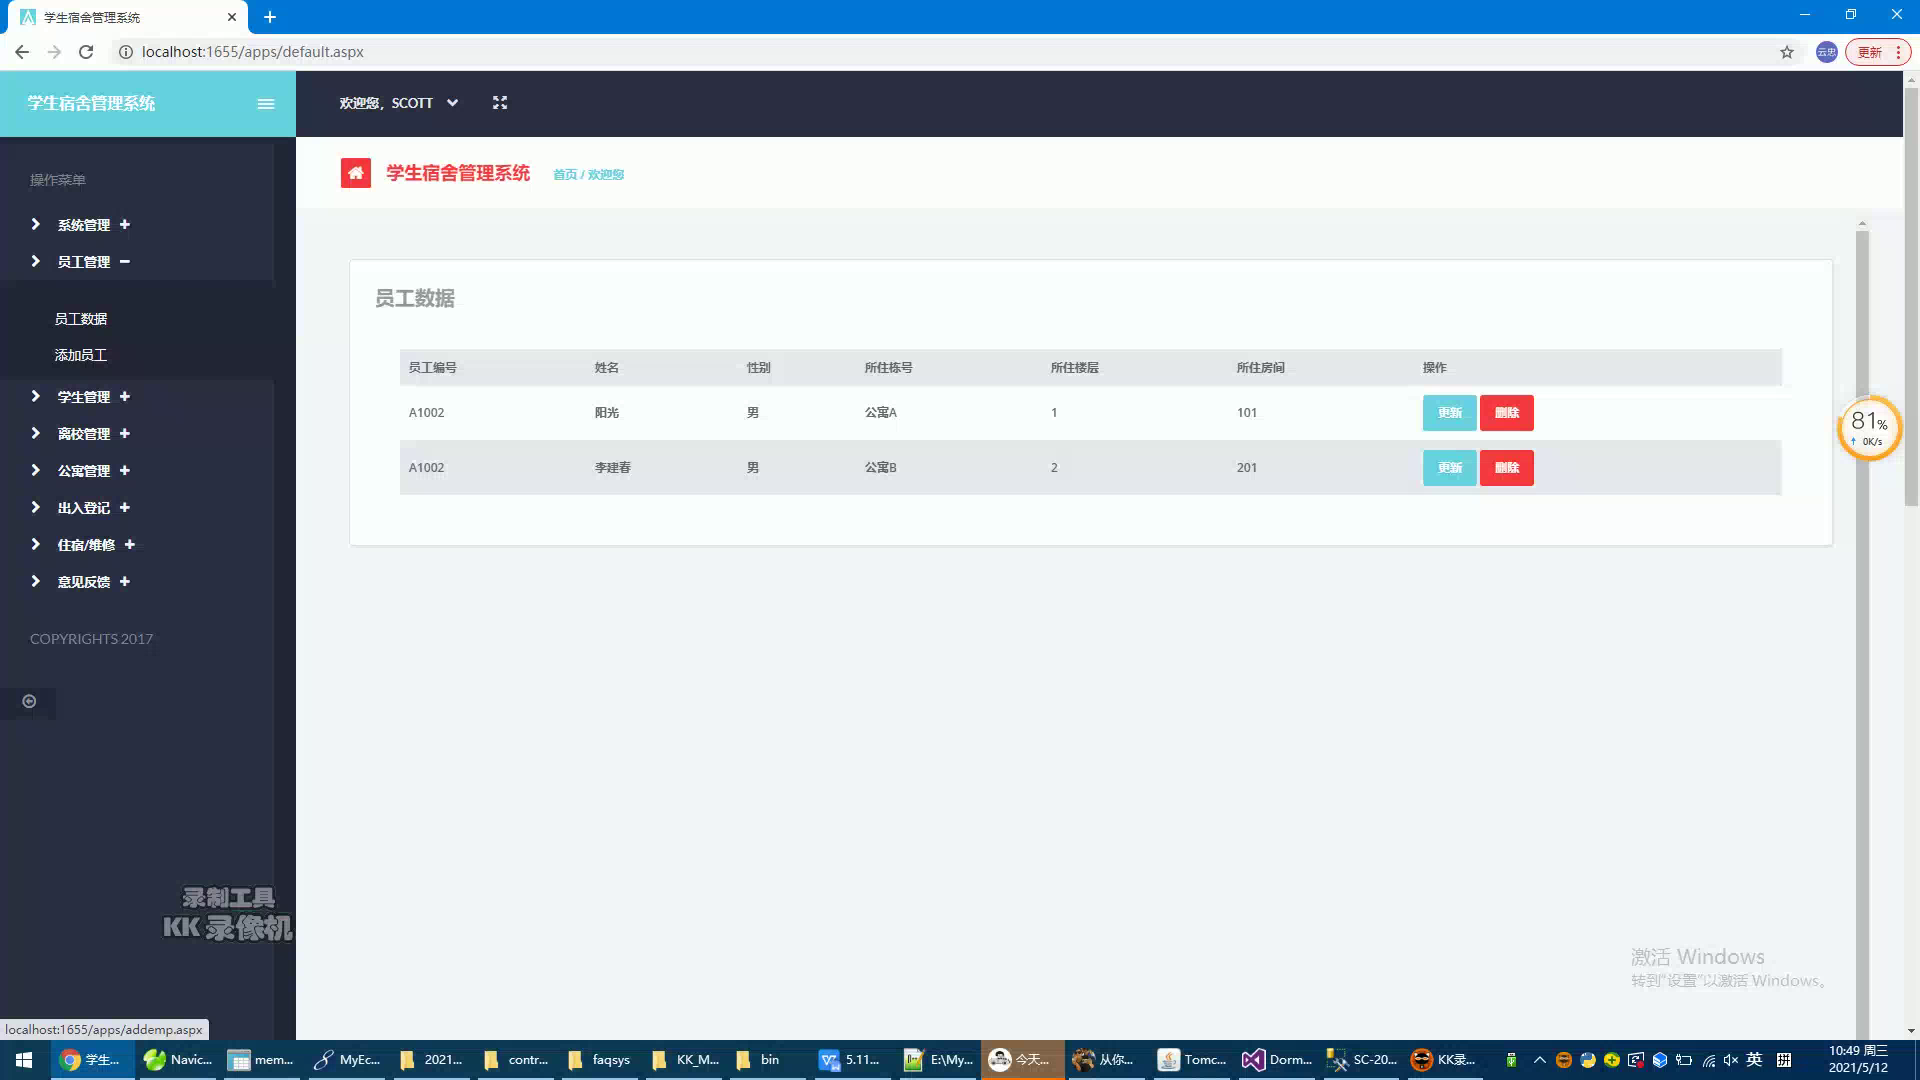 学生宿舍管理系统
localhost:1655/apps/default.aspx
云忠
更新
学生宿舍管理系统
欢迎您，SCOTT
学生宿舍管理系统 首页 / 欢迎您
操作菜单
系统管理
员工管理
员工数据
添加员工
学生管理
离校管理
公寓管理
出入登记
住宿/维修
意见反馈
COPYRIGHTS 2017
员工数据
员工编号 姓名 性别 所住栋号 所住楼层 所住房间 操作
A1002 阳光 男 公寓A 1 101 更新 删除
A1002 李建春 男 公寓B 2 201 更新 删除
81%
0K/s
录制工具
KK 录像机
激活 Windows
转到“设置”以激活 Windows。
localhost:1655/apps/addemp.aspx
学生... Navic... mem... MyEc... 2021... contr... faqsys KK_M... bin 5.11... E:\My... 今天... 从你... Tomc... Dorm... SC-20... KK录... 英
10:49 周三
2021/5/12